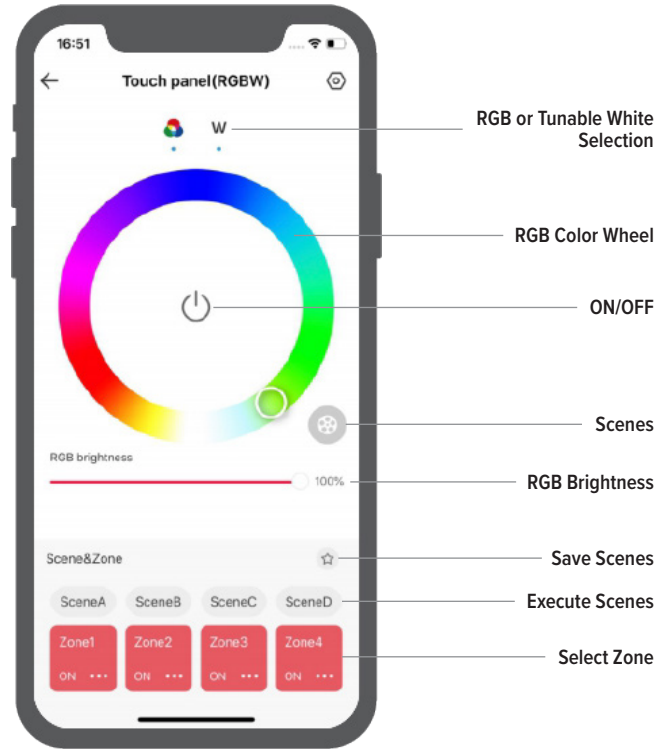 16:51
Touch panel(RGBW)
W
RGB or Tunable White
Selection
RGB Color Wheel
ON/OFF
Scenes
RGB brightness
100%
RGB Brightness
Scene&Zone
Save Scenes
SceneA SceneB SceneC SceneD
Execute Scenes
Zone1 Zone2 Zone3 Zone4
ON ON ON ON
Select Zone